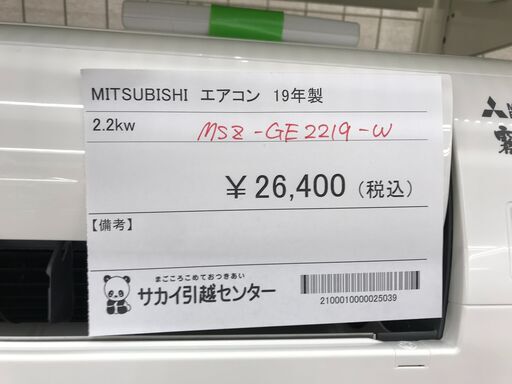 MITSUBISHI エアコン 19年製
2.2kw
MSZ-GE2219-W
¥26,400（税込）
【備考】
まごころこめておつきあい
サカイ引越センター
2100010000025039
霧